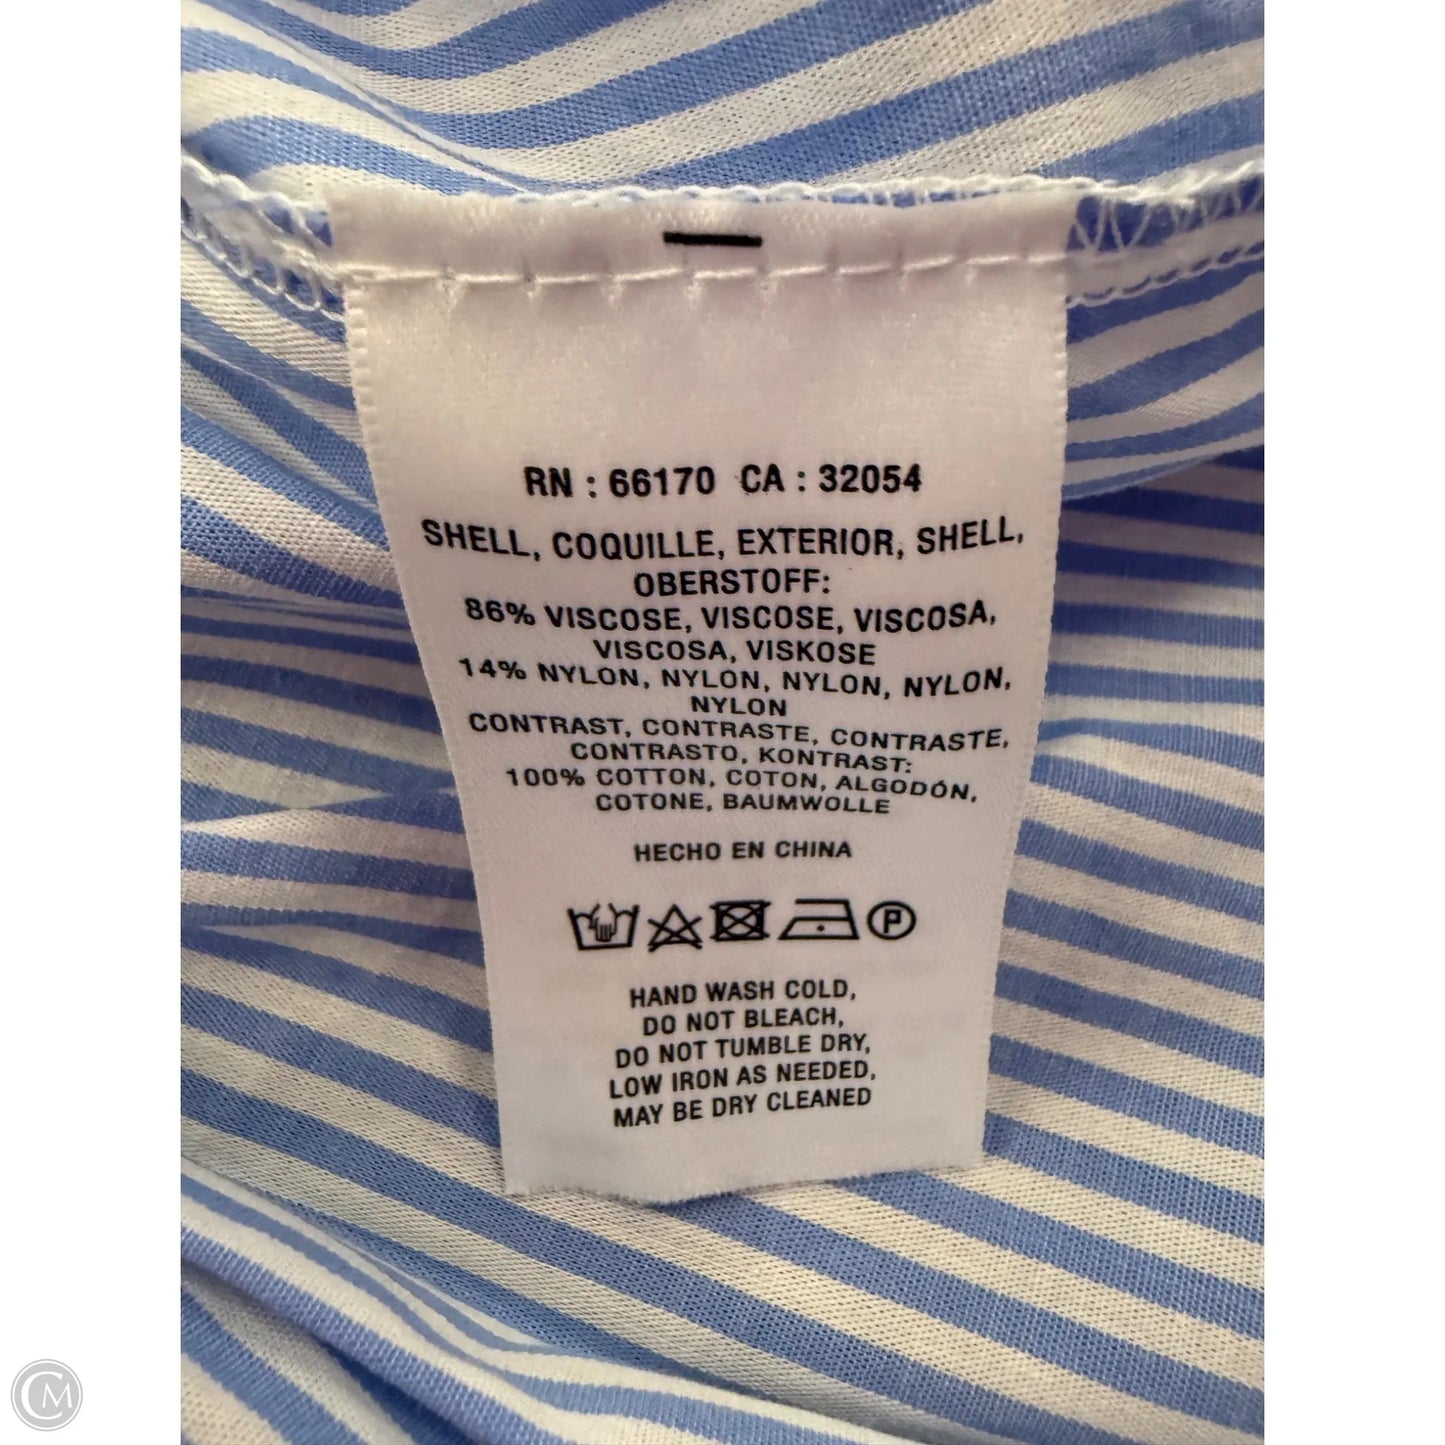 RN : 66170 CA : 32054
SHELL, COQUILLE, EXTERIOR, SHELL,
OBERSTOFF:
86% VISCOSE, VISCOSE, VISCOSA,
VISCOSA, VISKOSE
14% NYLON, NYLON, NYLON, NYLON,
NYLON
CONTRAST, CONTRASTE, CONTRASTE,
CONTRASTO, KONTRAST:
100% COTTON, COTON, ALGODÓN,
COTONE, BAUMWOLLE
HECHO EN CHINA
P
HAND WASH COLD,
DO NOT BLEACH,
DO NOT TUMBLE DRY,
LOW IRON AS NEEDED,
MAY BE DRY CLEANED
CM